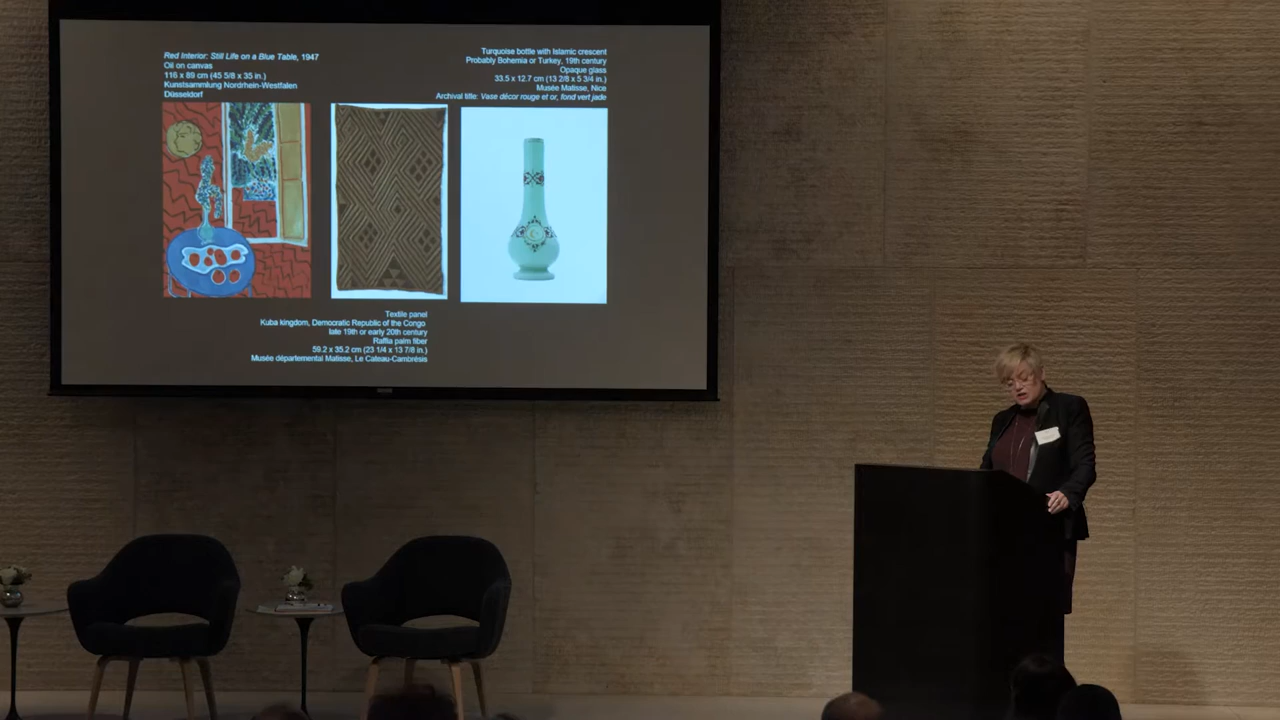 Red Interior: Still Life on a Blue Table, 1947
Oil on canvas
116 x 89 cm (45 5/8 x 35 in.)
Kunstsammlung Nordrhein-Westfalen
Düsseldorf
Turquoise bottle with Islamic crescent
Probably Bohemia or Turkey, 19th century
Opaque glass
33.5 x 12.7 cm (13 2/8 x 5 3/4 in.)
Musée Matisse, Nice
Archival title: Vase décor rouge et or, fond vert jade
Textile panel
Kuba kingdom, Democratic Republic of the Congo
late 19th or early 20th century
Raffia palm fiber
59.2 x 35.2 cm (23 1/4 x 13 7/8 in.)
Musée départemental Matisse, Le Cateau-Cambrésis